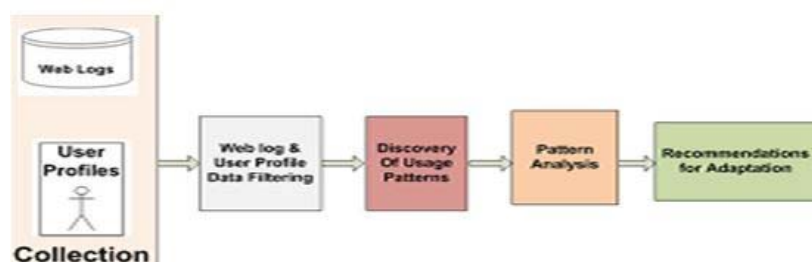 Web Logs
User
Profiles
Collection
Web log &
User Profile
Data Filtering
Discovery
Of Usage
Patterns
Pattern
Analysis
Recommendations
for Adaptation